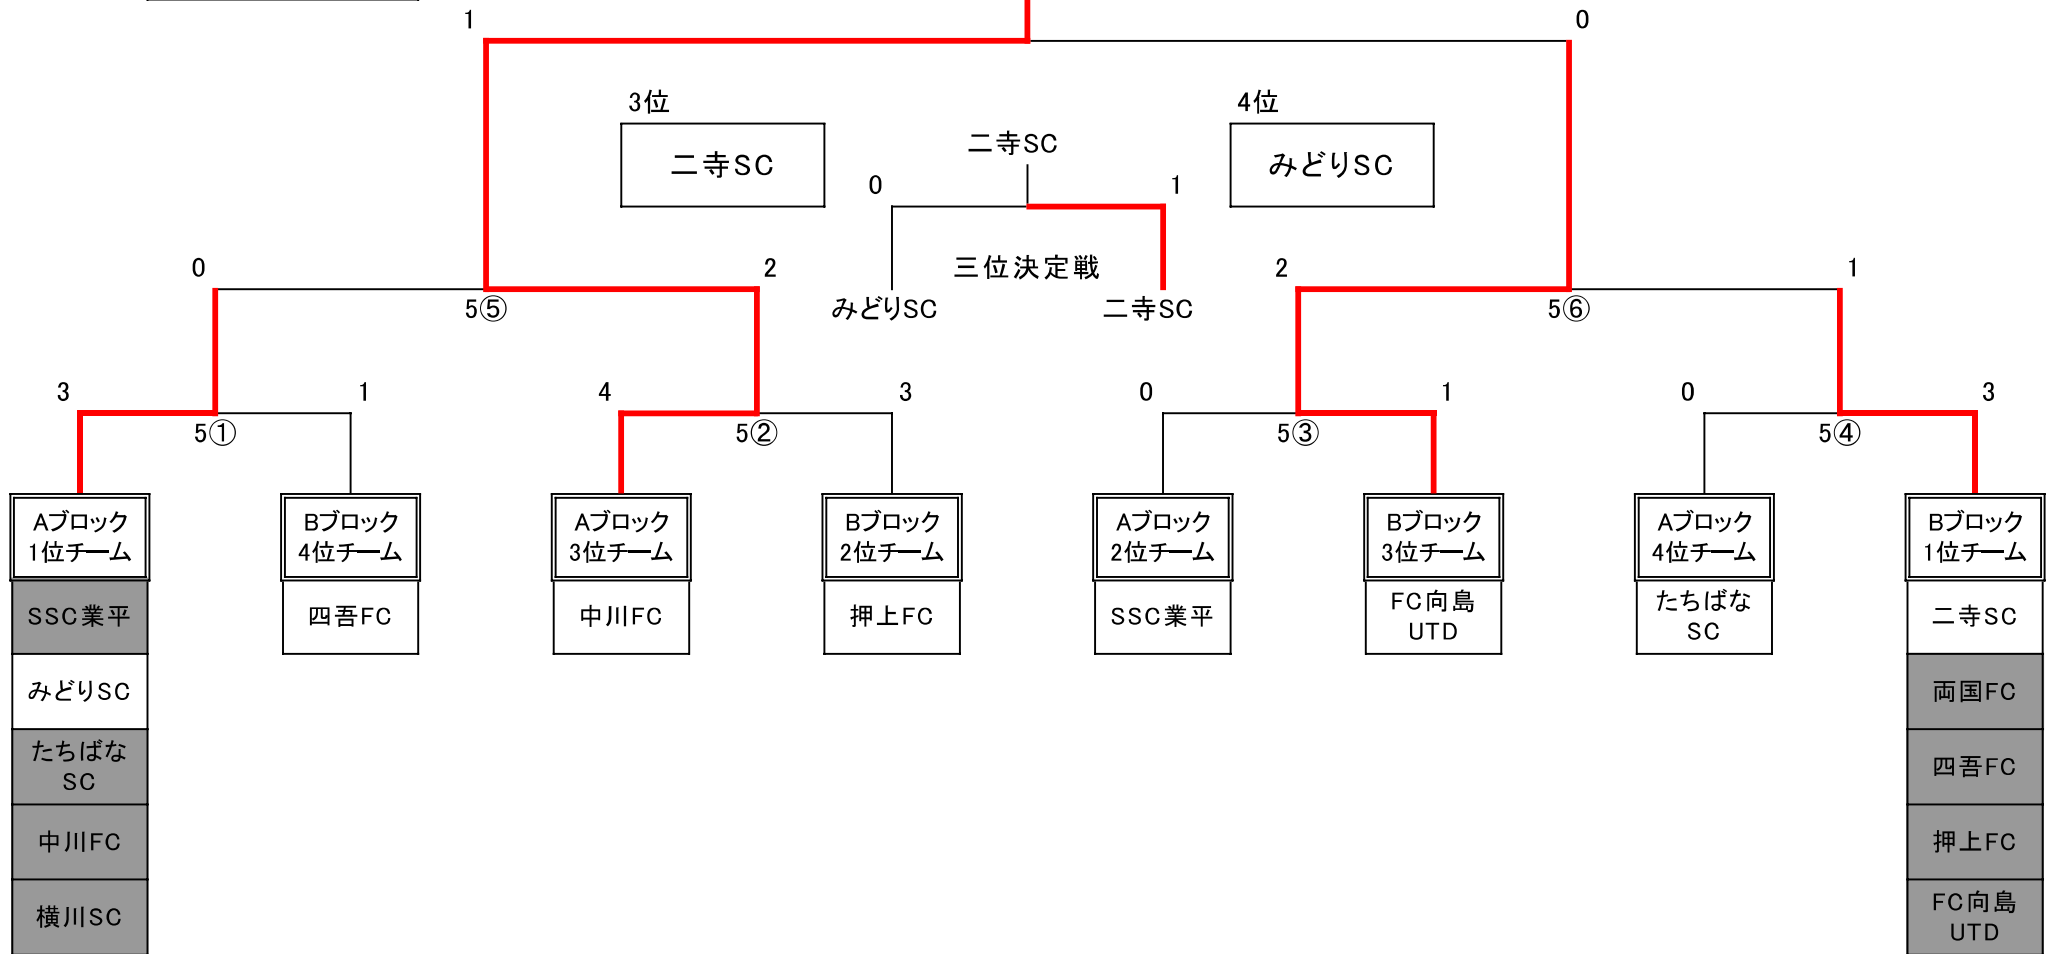 1
0
3位
4位
二寺SC
二寺SC
みどりSC
0
1
0
2
三位決定戦
2
1
5⑤
みどりSC
二寺SC
5⑥
3
1
4
3
0
1
0
3
5①
5②
5③
5④
Aブロック
1位チーム
Bブロック
4位チーム
Aブロック
3位チーム
Bブロック
2位チーム
Aブロック
2位チーム
Bブロック
3位チーム
Aブロック
4位チーム
Bブロック
1位チーム
SSC業平
四吾FC
中川FC
押上FC
SSC業平
FC向島
UTD
たちばな
SC
二寺SC
みどりSC
両国FC
たちばな
SC
四吾FC
中川FC
押上FC
横川SC
FC向島
UTD